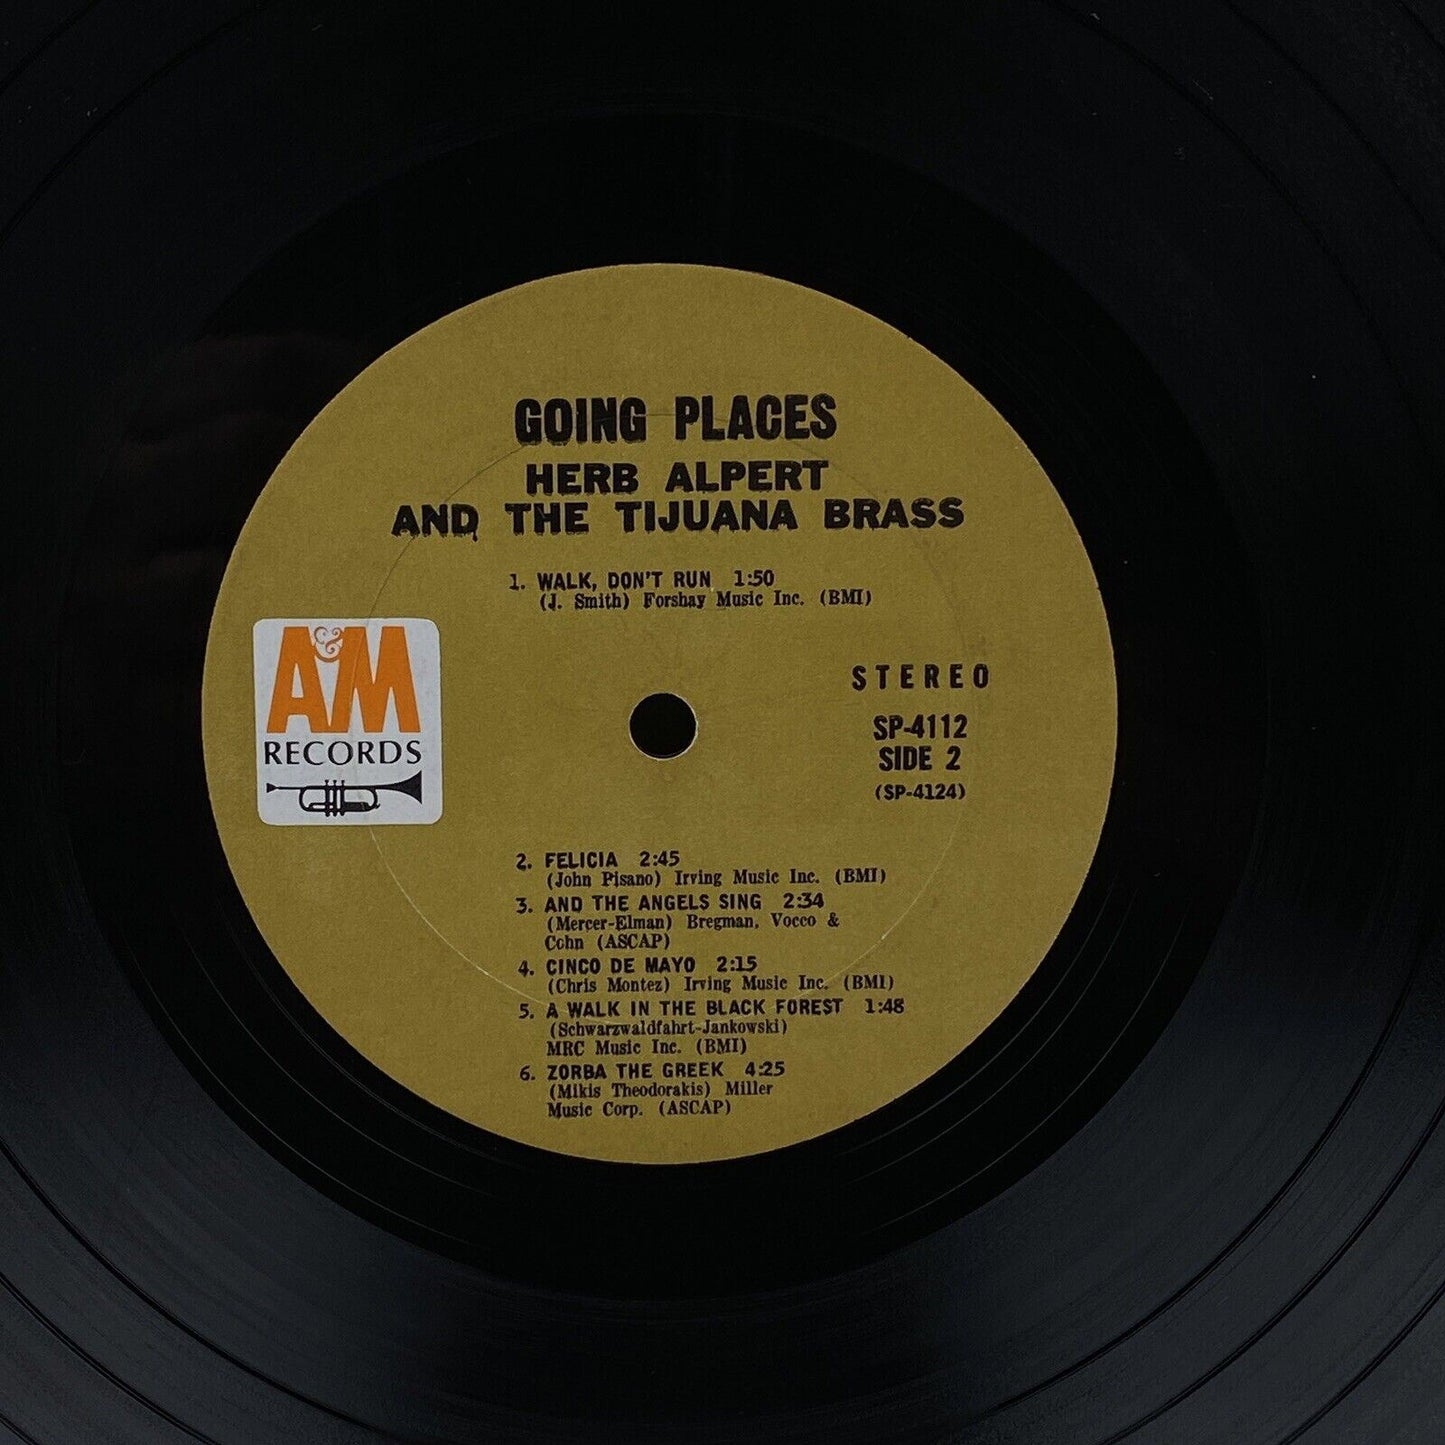 GOING PLACES
HERB ALPERT
AND THE TIJUANA BRASS
1. WALK, DON'T RUN 1:50
(J. Smith) Forshay Music Inc. (BMI)
A&M
RECORDS
STEREO
SP-4112
SIDE 2
(SP-4124)
2. FELICIA 2:45
(John Pisano) Irving Music Inc. (BMI)
3. AND THE ANGELS SING 2:34
(Mercer-Elman) Bregman, Vocco &
Cohn (ASCAP)
4. CINCO DE MAYO 2:15
(Chris Montez) Irving Music Inc. (BMI)
5. A WALK IN THE BLACK FOREST 1:48
(Schwarzwaldfahrt-Jankowski)
MRC Music Inc. (BMI)
6. ZORBA THE GREEK 4:25
(Mikis Theodorakis) Miller
Music Corp. (ASCAP)